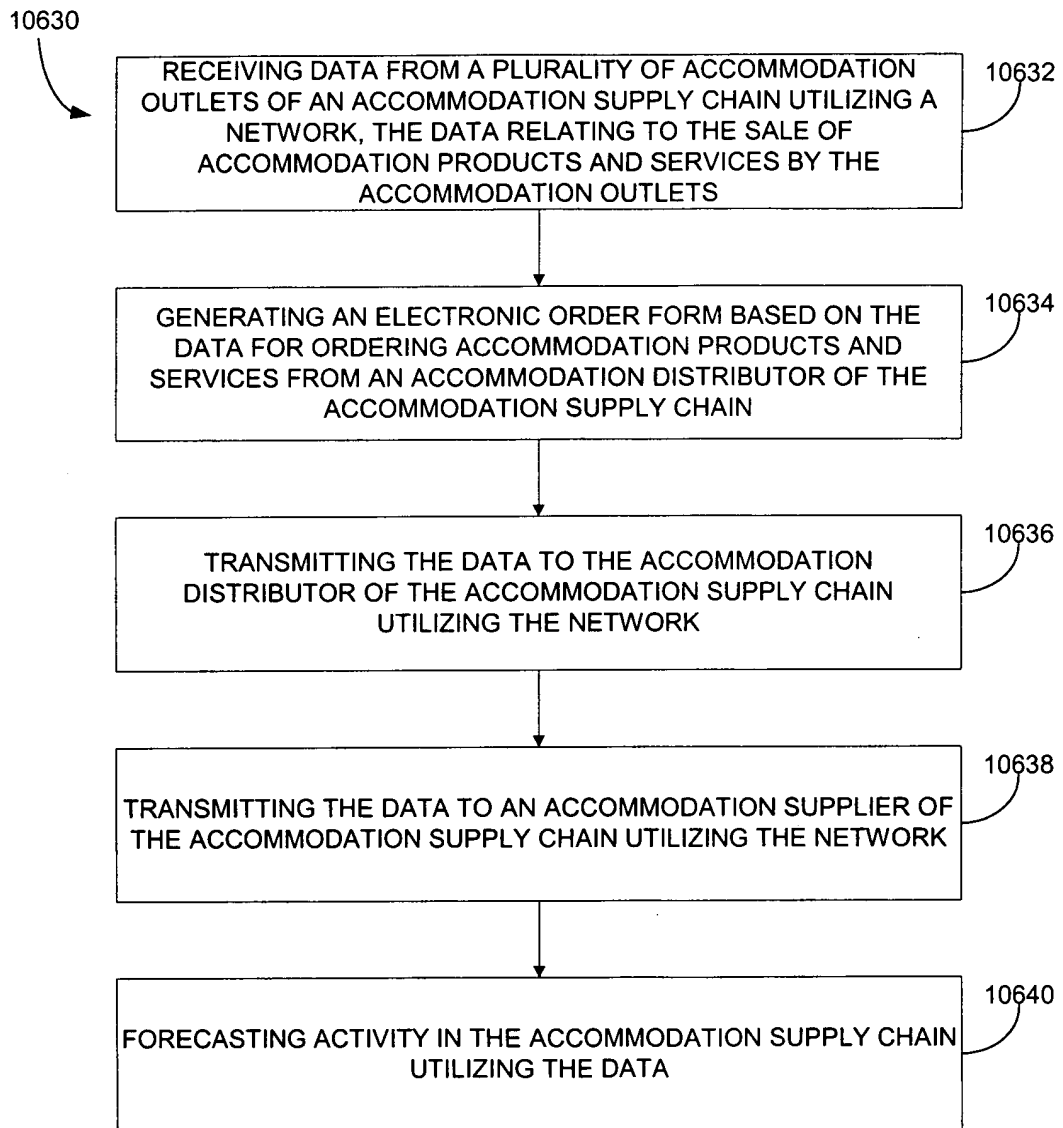 10630
RECEIVING DATA FROM A PLURALITY OF ACCOMMODATION
OUTLETS OF AN ACCOMMODATION SUPPLY CHAIN UTILIZING A
NETWORK, THE DATA RELATING TO THE SALE OF
ACCOMMODATION PRODUCTS AND SERVICES BY THE
ACCOMMODATION OUTLETS
10632
GENERATING AN ELECTRONIC ORDER FORM BASED ON THE
DATA FOR ORDERING ACCOMMODATION PRODUCTS AND
SERVICES FROM AN ACCOMMODATION DISTRIBUTOR OF THE
ACCOMMODATION SUPPLY CHAIN
10634
TRANSMITTING THE DATA TO THE ACCOMMODATION
DISTRIBUTOR OF THE ACCOMMODATION SUPPLY CHAIN
UTILIZING THE NETWORK
10636
TRANSMITTING THE DATA TO AN ACCOMMODATION SUPPLIER OF
THE ACCOMMODATION SUPPLY CHAIN UTILIZING THE NETWORK
10638
FORECASTING ACTIVITY IN THE ACCOMMODATION SUPPLY CHAIN
UTILIZING THE DATA
10640